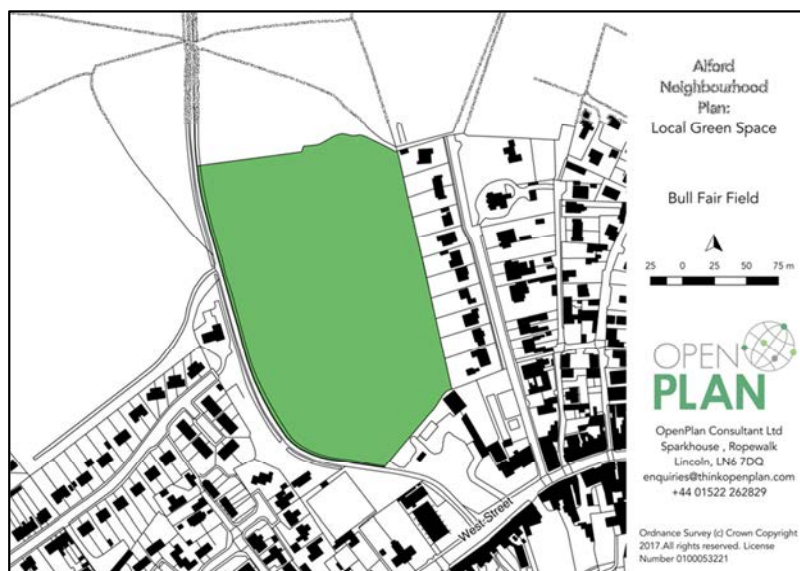 Alford
Neighbourhood
Plan:
Local Green Space
Bull Fair Field
25 0 25 50 75 m
OPEN
PLAN
OpenPlan Consultant Ltd
Sparkhouse , Ropewalk
Lincoln, LN6 7DQ
enquiries@thinkopenplan.com
+44 01522 262829
Ordnance Survey (c) Crown Copyright
2017.All rights reserved. License
Number 0100053221
West Street